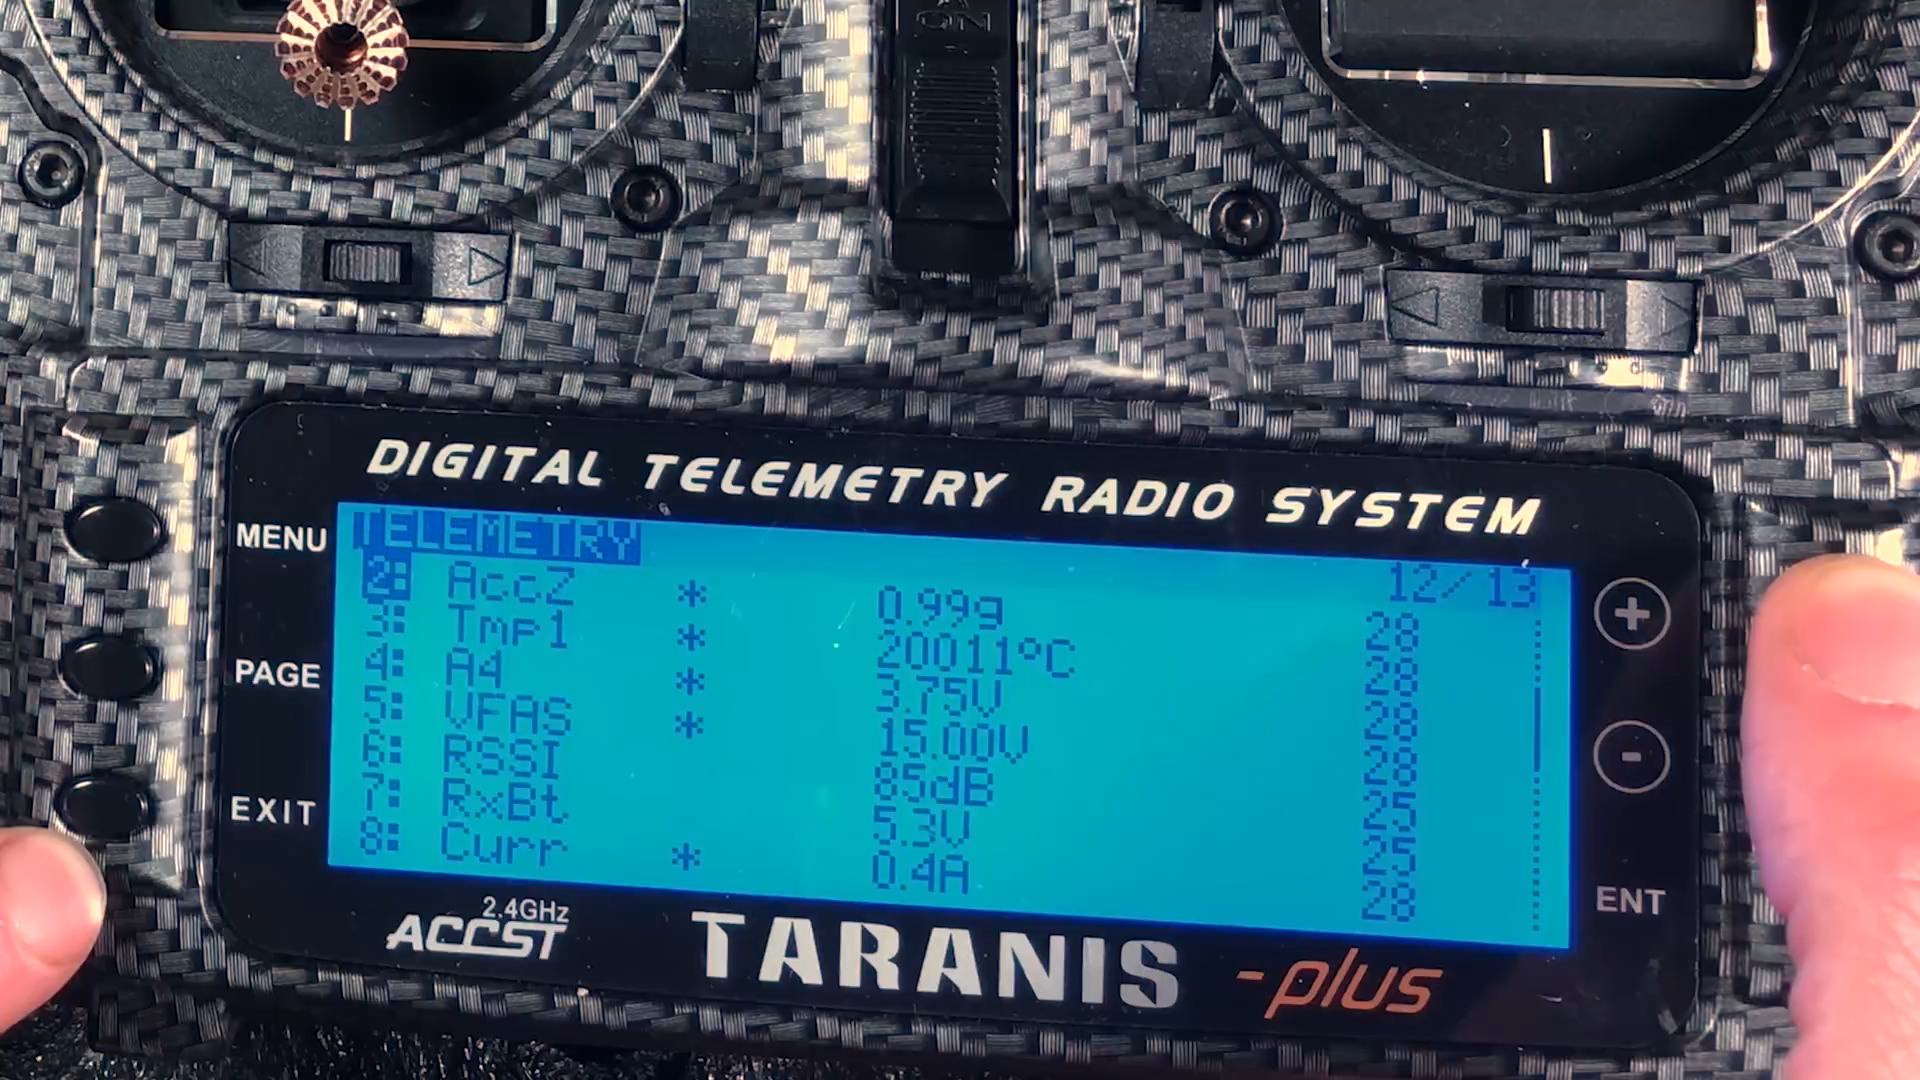 DIGITAL TELEMETRY RADIO SYSTEM
MENU
PAGE
EXIT
TELEMETRY 12/13
2: AccZ * 0.99g 28
3: Tmp1 * 20011ºC 28
4: A4 * 3.75V 28
5: VFAS * 15.00V 28
6: RSSI 85dB 25
7: RxBt 5.3V 25
8: Curr * 0.4A 28
+
-
ENT
2.4GHz
ACCST
TARANIS -plus